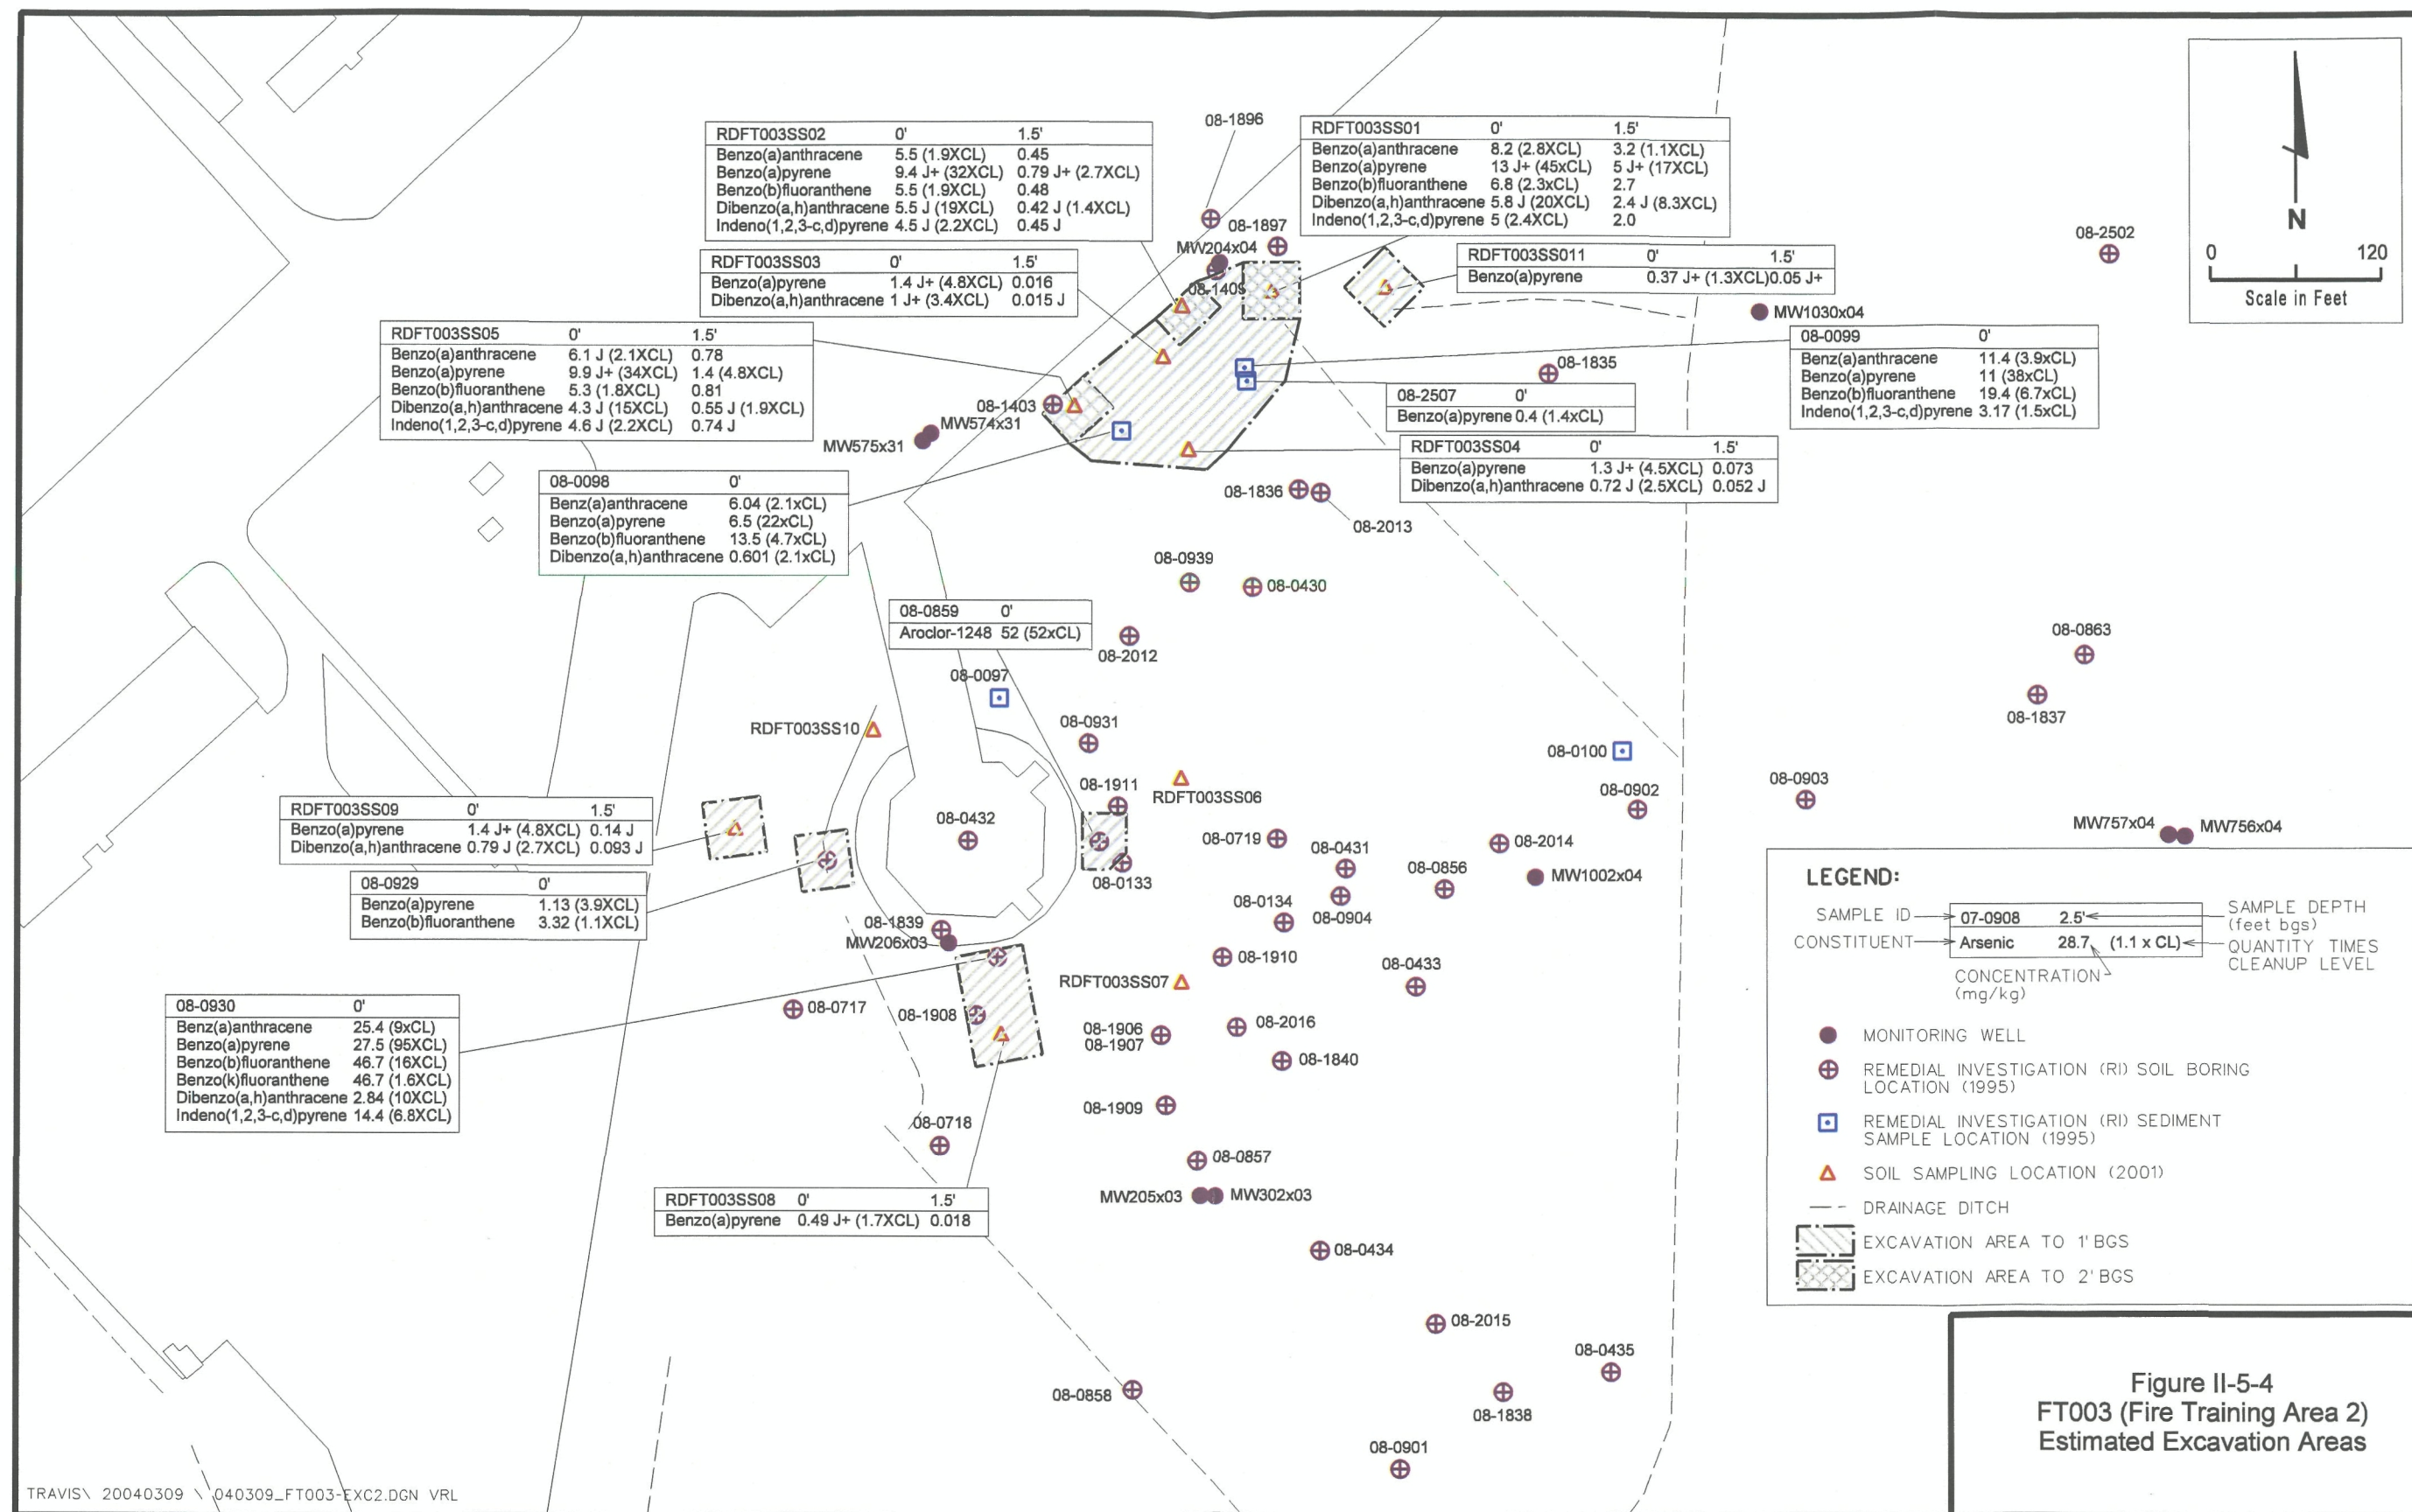 08-1896
RDFT003SS02 0' 1.5'
Benzo(a)anthracene 5.5 (1.9XCL) 0.45
Benzo(a)pyrene 9.4 J+ (32XCL) 0.79 J+ (2.7XCL)
Benzo(b)fluoranthene 5.5 (1.9XCL) 0.48
Dibenzo(a,h)anthracene 5.5 J (19XCL) 0.42 J (1.4XCL)
Indeno(1,2,3-c,d)pyrene 4.5 J (2.2XCL) 0.45 J
RDFT003SS01 0' 1.5'
Benzo(a)anthracene 8.2 (2.8XCL) 3.2 (1.1XCL)
Benzo(a)pyrene 13 J+ (45xCL) 5 J+ (17XCL)
Benzo(b)fluoranthene 6.8 (2.3xCL) 2.7
Dibenzo(a,h)anthracene 5.8 J (20XCL) 2.4 J (8.3XCL)
Indeno(1,2,3-c,d)pyrene 5 (2.4XCL) 2.0
N
0 120
Scale in Feet
08-2502
08-1897
MW204x04
08-1409
RDFT003SS03 0' 1.5'
Benzo(a)pyrene 1.4 J+ (4.8XCL) 0.016
Dibenzo(a,h)anthracene 1 J+ (3.4XCL) 0.015 J
RDFT003SS011 0' 1.5'
Benzo(a)pyrene 0.37 J+ (1.3XCL)0.05 J+
MW1030x04
RDFT003SS05 0' 1.5'
Benzo(a)anthracene 6.1 J (2.1XCL) 0.78
Benzo(a)pyrene 9.9 J+ (34XCL) 1.4 (4.8XCL)
Benzo(b)fluoranthene 5.3 (1.8XCL) 0.81
Dibenzo(a,h)anthracene 4.3 J (15XCL) 0.55 J (1.9XCL)
Indeno(1,2,3-c,d)pyrene 4.6 J (2.2XCL) 0.74 J
08-0099 0'
Benz(a)anthracene 11.4 (3.9xCL)
Benzo(a)pyrene 11 (38xCL)
Benzo(b)fluoranthene 19.4 (6.7xCL)
Indeno(1,2,3-c,d)pyrene 3.17 (1.5xCL)
08-1835
08-2507 0'
Benzo(a)pyrene 0.4 (1.4xCL)
08-1403
MW574x31
MW575x31
RDFT003SS04 0' 1.5'
Benzo(a)pyrene 1.3 J+ (4.5XCL) 0.073
Dibenzo(a,h)anthracene 0.72 J (2.5XCL) 0.052 J
08-0098 0'
Benz(a)anthracene 6.04 (2.1xCL)
Benzo(a)pyrene 6.5 (22xCL)
Benzo(b)fluoranthene 13.5 (4.7xCL)
Dibenzo(a,h)anthracene 0.601 (2.1xCL)
08-1836
08-2013
08-0939
08-0430
08-0859 0'
Aroclor-1248 52 (52xCL)
08-2012
08-0863
08-0097
08-1837
RDFT003SS10
08-0931
08-0100
08-1911
RDFT003SS06
08-0902
08-0903
RDFT003SS09 0' 1.5'
Benzo(a)pyrene 1.4 J+ (4.8XCL) 0.14 J
Dibenzo(a,h)anthracene 0.79 J (2.7XCL) 0.093 J
08-0432
08-0719
08-0431
08-2014
MW757x04
MW756x04
08-0133
08-0856
MW1002x04
08-0929 0'
Benzo(a)pyrene 1.13 (3.9XCL)
Benzo(b)fluoranthene 3.32 (1.1XCL)
08-0134
08-0904
08-1839
MW206x03
08-1910
08-0433
RDFT003SS07
08-0930 0'
Benz(a)anthracene 25.4 (9xCL)
Benzo(a)pyrene 27.5 (95XCL)
Benzo(b)fluoranthene 46.7 (16XCL)
Benzo(k)fluoranthene 46.7 (1.6XCL)
Dibenzo(a,h)anthracene 2.84 (10XCL)
Indeno(1,2,3-c,d)pyrene 14.4 (6.8XCL)
08-0717
08-1908
08-1906
08-1907
08-2016
08-1840
08-1909
08-0718
08-0857
MW205x03
MW302x03
RDFT003SS08 0' 1.5'
Benzo(a)pyrene 0.49 J+ (1.7XCL) 0.018
08-0434
08-2015
08-0435
08-0858
08-1838
08-0901
LEGEND:
SAMPLE ID
07-0908 2.5'
SAMPLE DEPTH
(feet bgs)
CONSTITUENT
Arsenic 28.7 (1.1 x CL)
QUANTITY TIMES
CLEANUP LEVEL
CONCENTRATION
(mg/kg)
MONITORING WELL
REMEDIAL INVESTIGATION (RI) SOIL BORING
LOCATION (1995)
REMEDIAL INVESTIGATION (RI) SEDIMENT
SAMPLE LOCATION (1995)
SOIL SAMPLING LOCATION (2001)
DRAINAGE DITCH
EXCAVATION AREA TO 1' BGS
EXCAVATION AREA TO 2' BGS
Figure II-5-4
FT003 (Fire Training Area 2)
Estimated Excavation Areas
TRAVIS\ 20040309 \ 040309_FT003-EXC2.DGN VRL